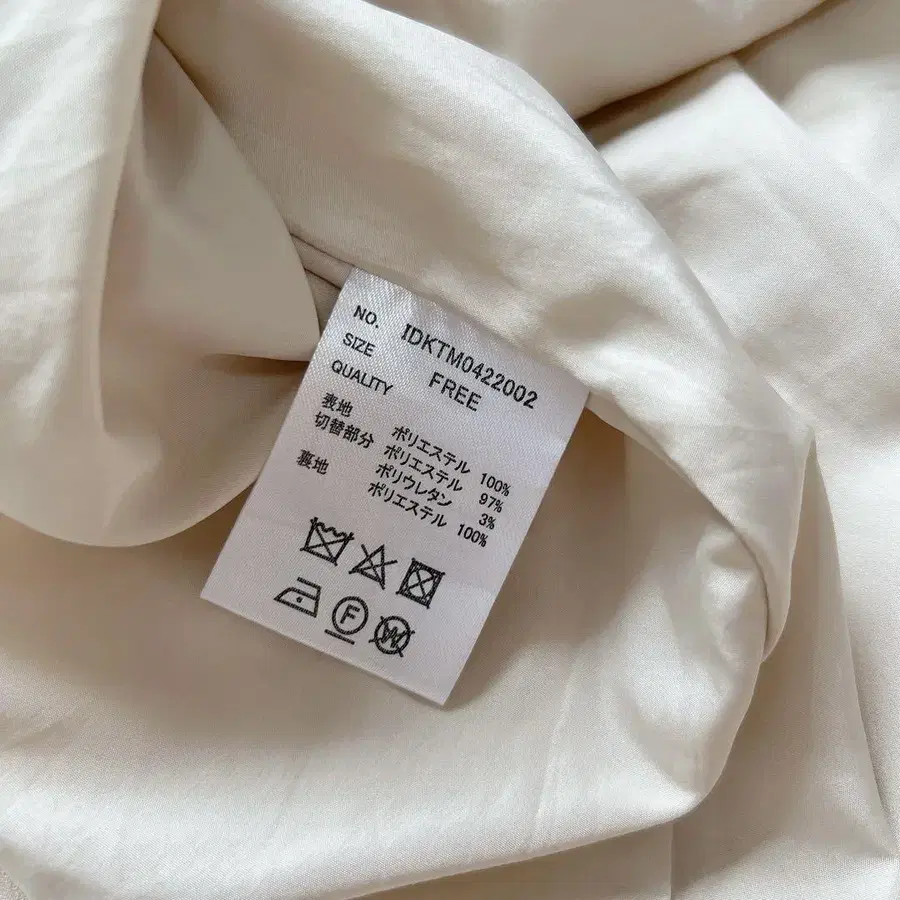 NO. IDKTM0422002
SIZE FREE
QUALITY
表地 ポリエステル 100%
切替部分 ポリエステル 97%
ポリウレタン 3%
裏地 ポリエステル 100%
F
W